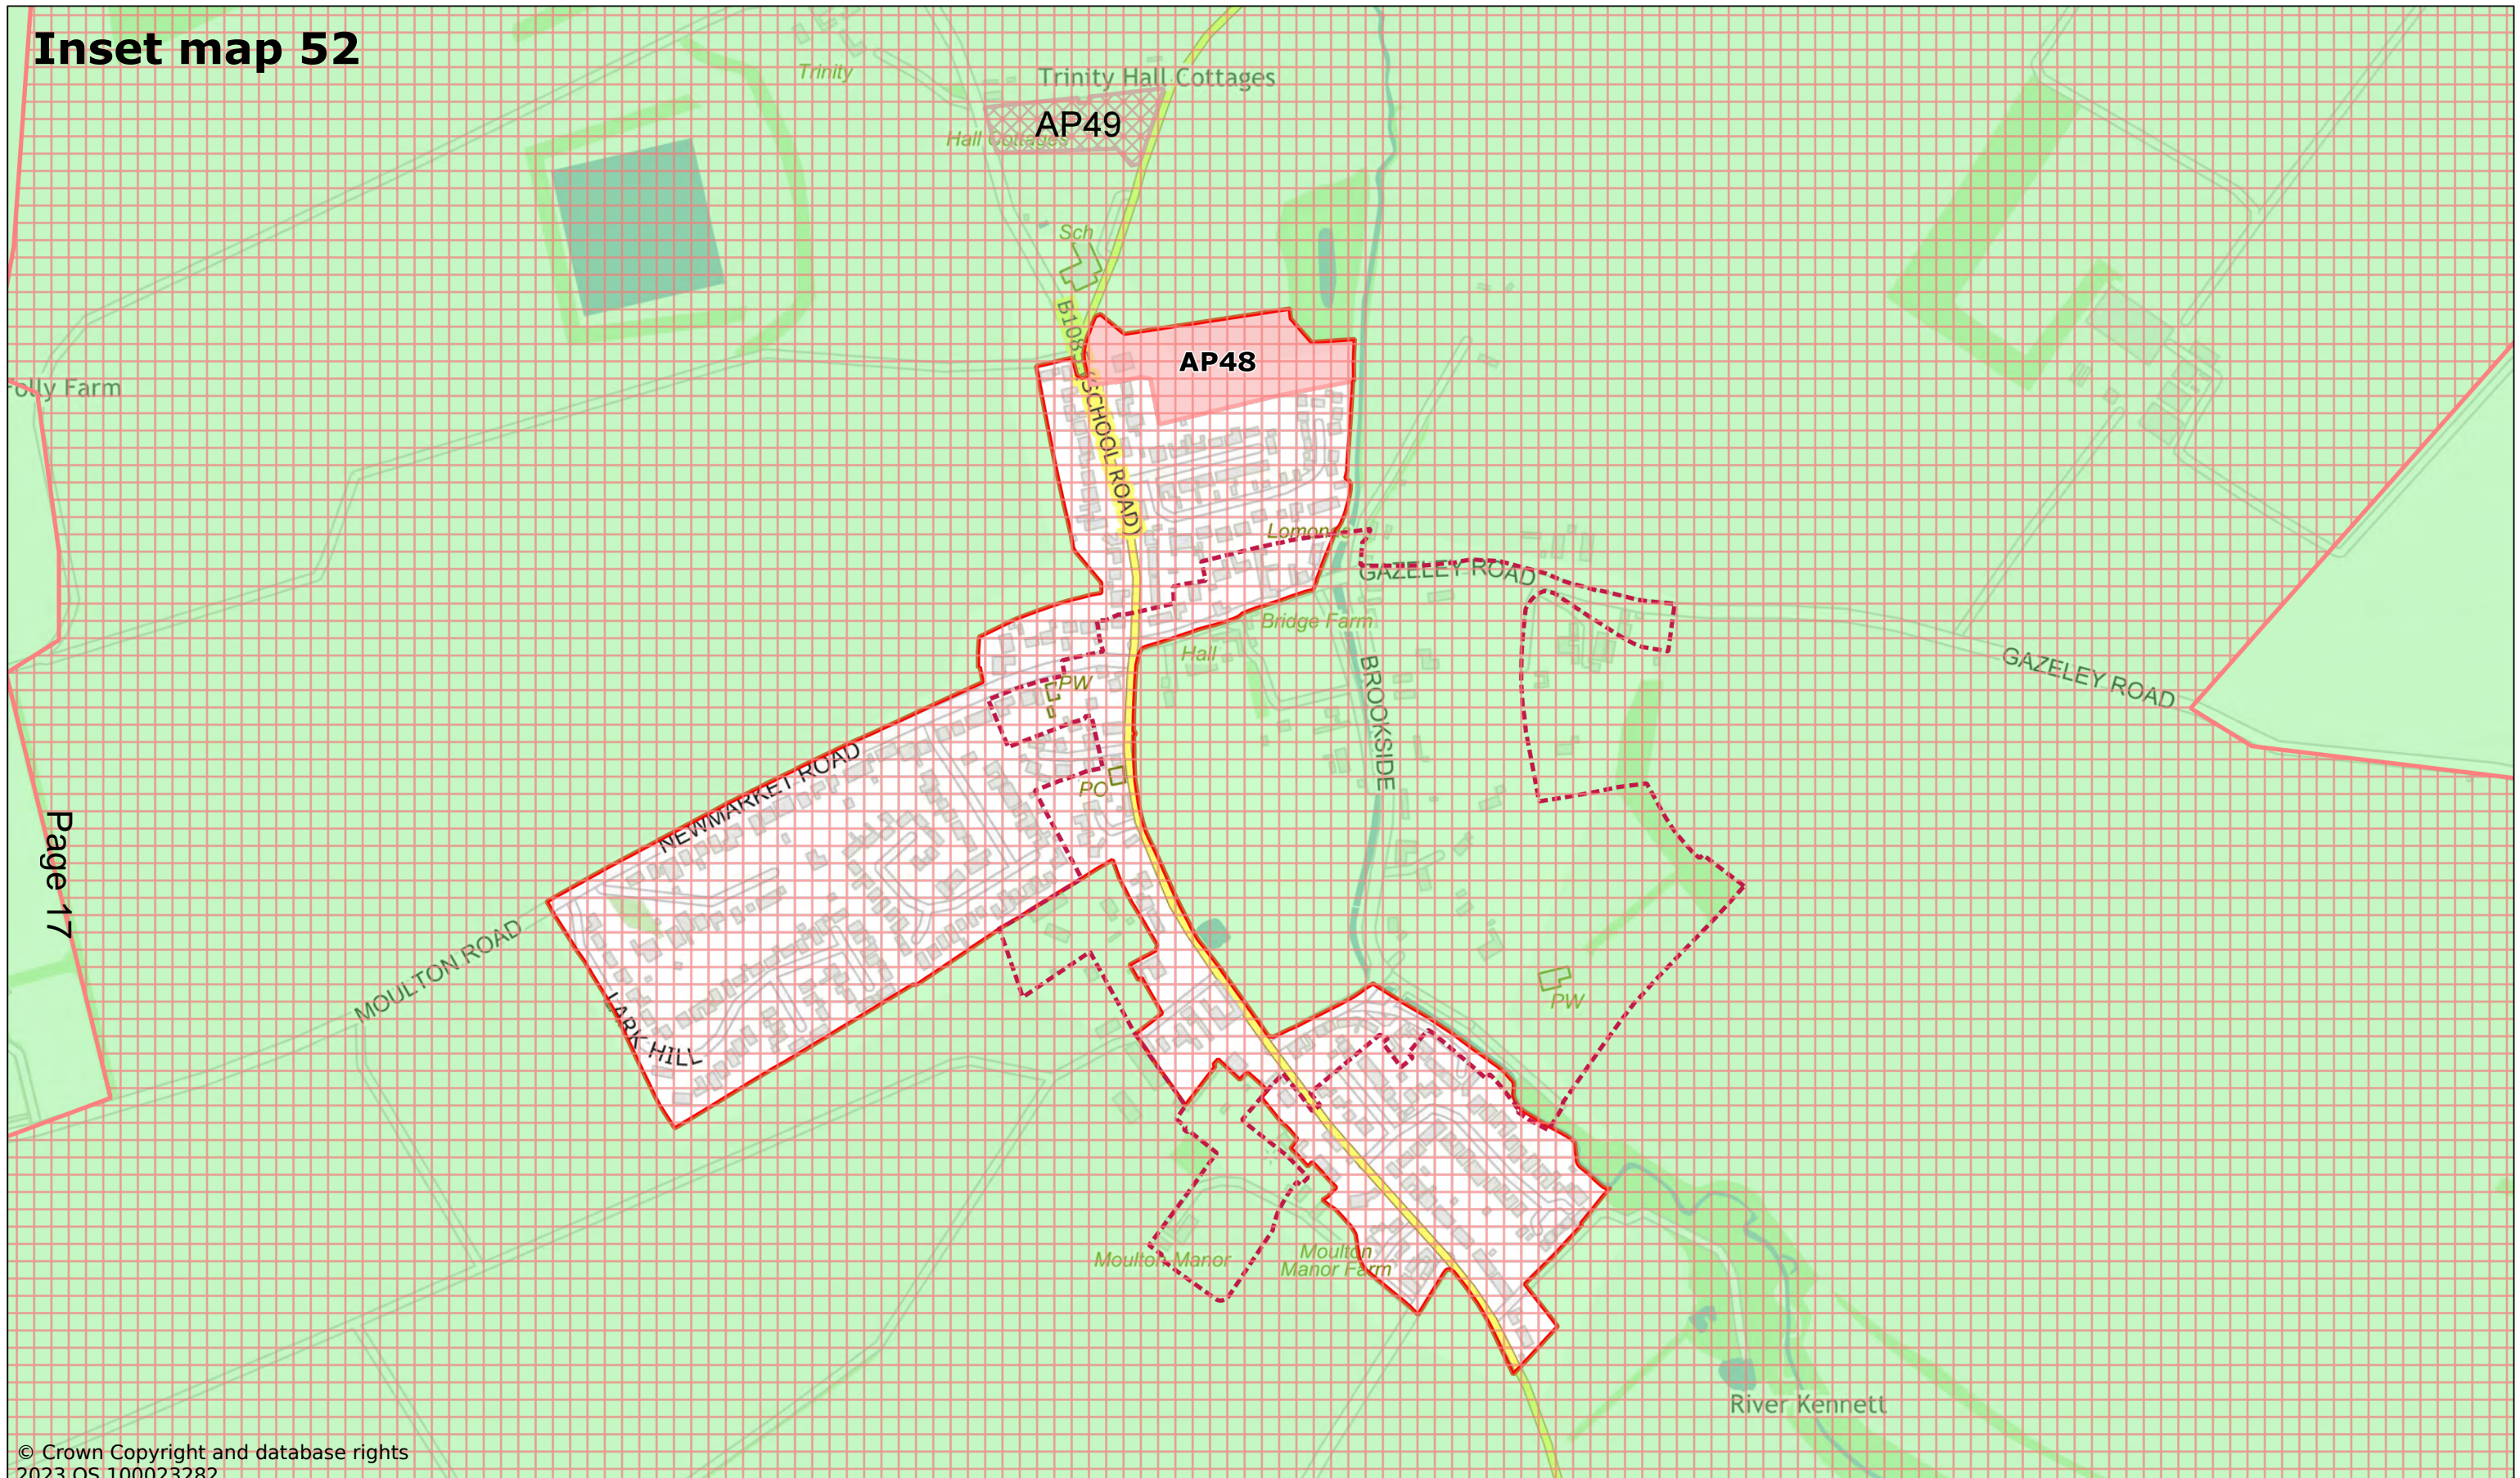 Inset map 52
Trinity
Trinity Hall Cottages
AP49
Hall Cottages
Sch
B1085 (SCHOOL ROAD)
AP48
olly Farm
Lomond
GAZELEY ROAD
Bridge Farm
Hall
GAZELEY ROAD
PW
BROOKSIDE
NEWMARKET ROAD
PO
Page 17
MOULTON ROAD
PW
LARK HILL
Moulton Manor
Moulton
Manor Farm
River Kennett
© Crown Copyright and database rights
2023 OS 100023282